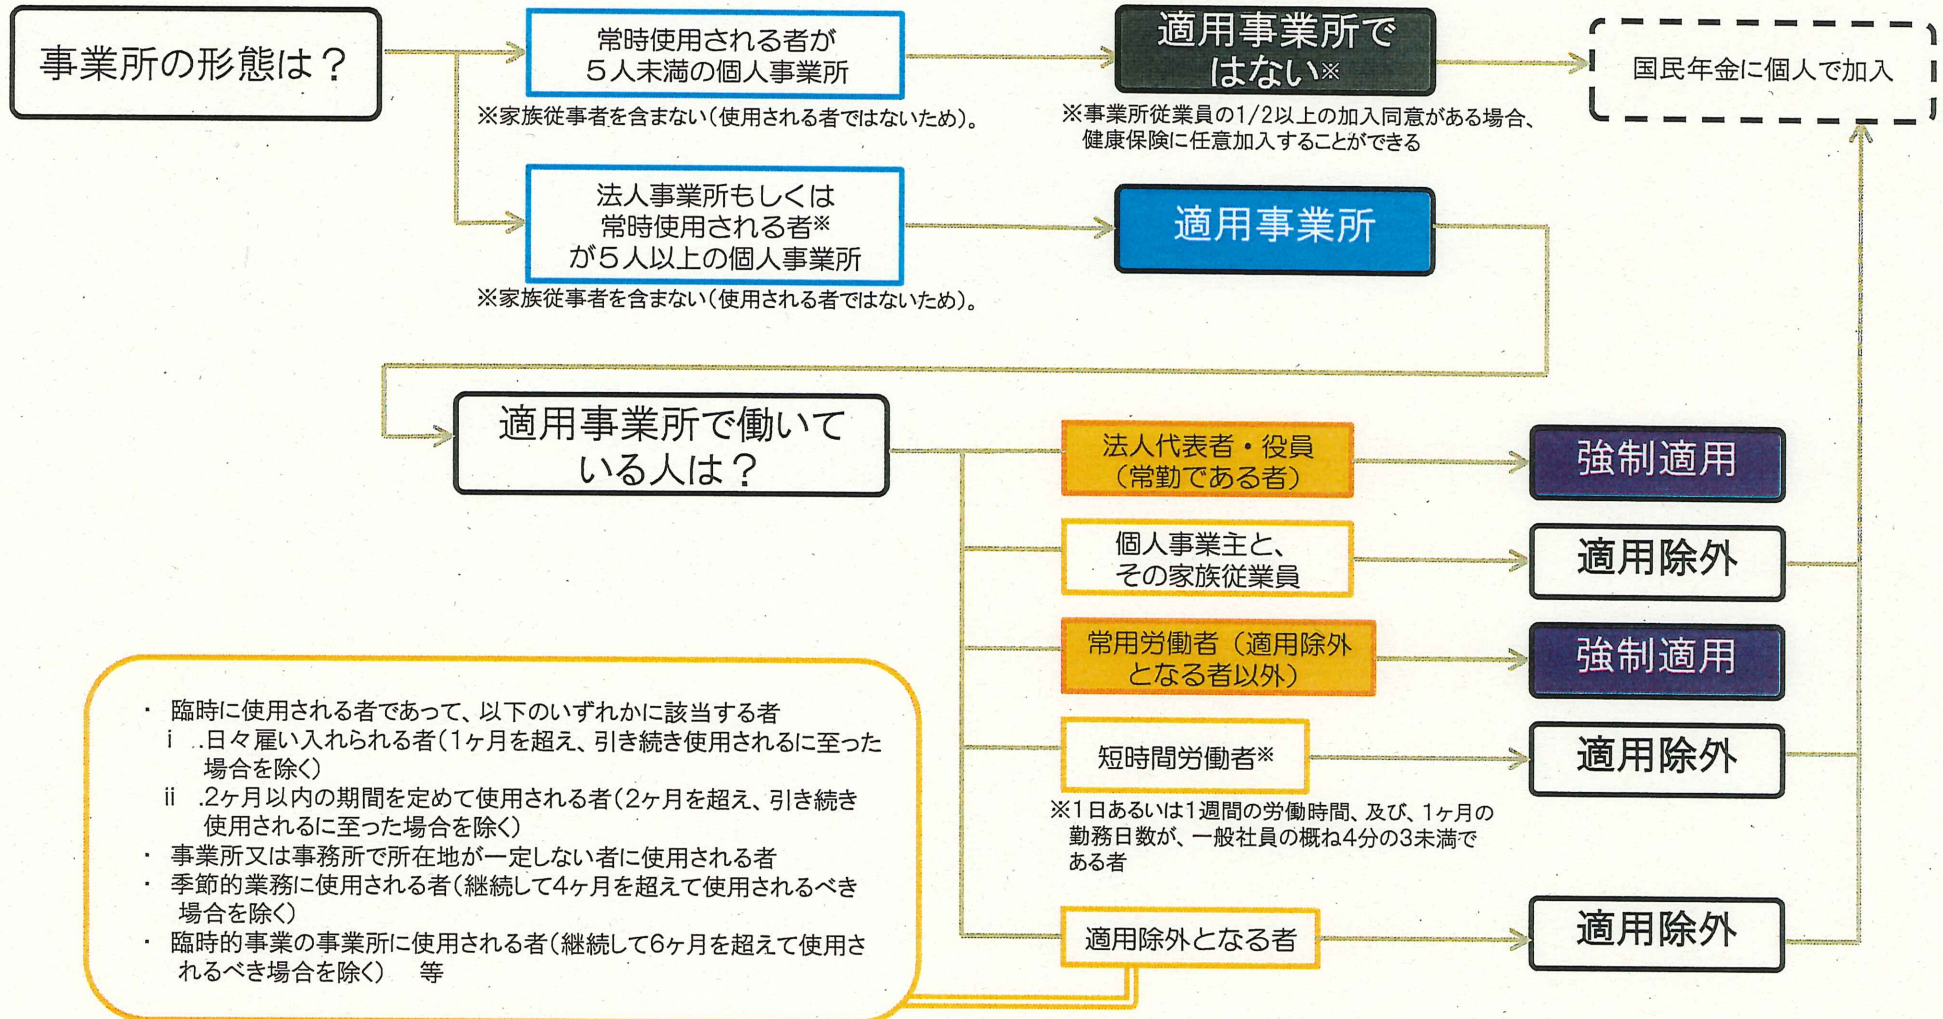 事業所の形態は？
常時使用される者が
５人未満の個人事業所
※家族従事者を含まない（使用される者ではないため）。
適用事業所で
はない※
※事業所従業員の1/2以上の加入同意がある場合、
健康保険に任意加入することができる
国民年金に個人で加入
法人事業所もしくは
常時使用される者※
が５人以上の個人事業所
※家族従事者を含まない（使用される者ではないため）。
適用事業所
適用事業所で働いて
いる人は？
法人代表者・役員
（常勤である者）
強制適用
個人事業主と、
その家族従業員
適用除外
常用労働者（適用除外
となる者以外）
強制適用
短時間労働者※
適用除外
※１日あるいは１週間の労働時間、及び、１ヶ月の
勤務日数が、一般社員の概ね４分の３未満で
ある者
適用除外となる者
適用除外
・ 臨時に使用される者であって、以下のいずれかに該当する者
ⅰ .日々雇い入れられる者（1ヶ月を超え、引き続き使用されるに至った
場合を除く）
ⅱ .2ヶ月以内の期間を定めて使用される者（2ヶ月を超え、引き続き
使用されるに至った場合を除く）
・ 事業所又は事務所で所在地が一定しない者に使用される者
・ 季節的業務に使用される者（継続して4ヶ月を超えて使用されるべき
場合を除く）
・ 臨時的事業の事業所に使用される者（継続して6ヶ月を超えて使用さ
れるべき場合を除く） 等